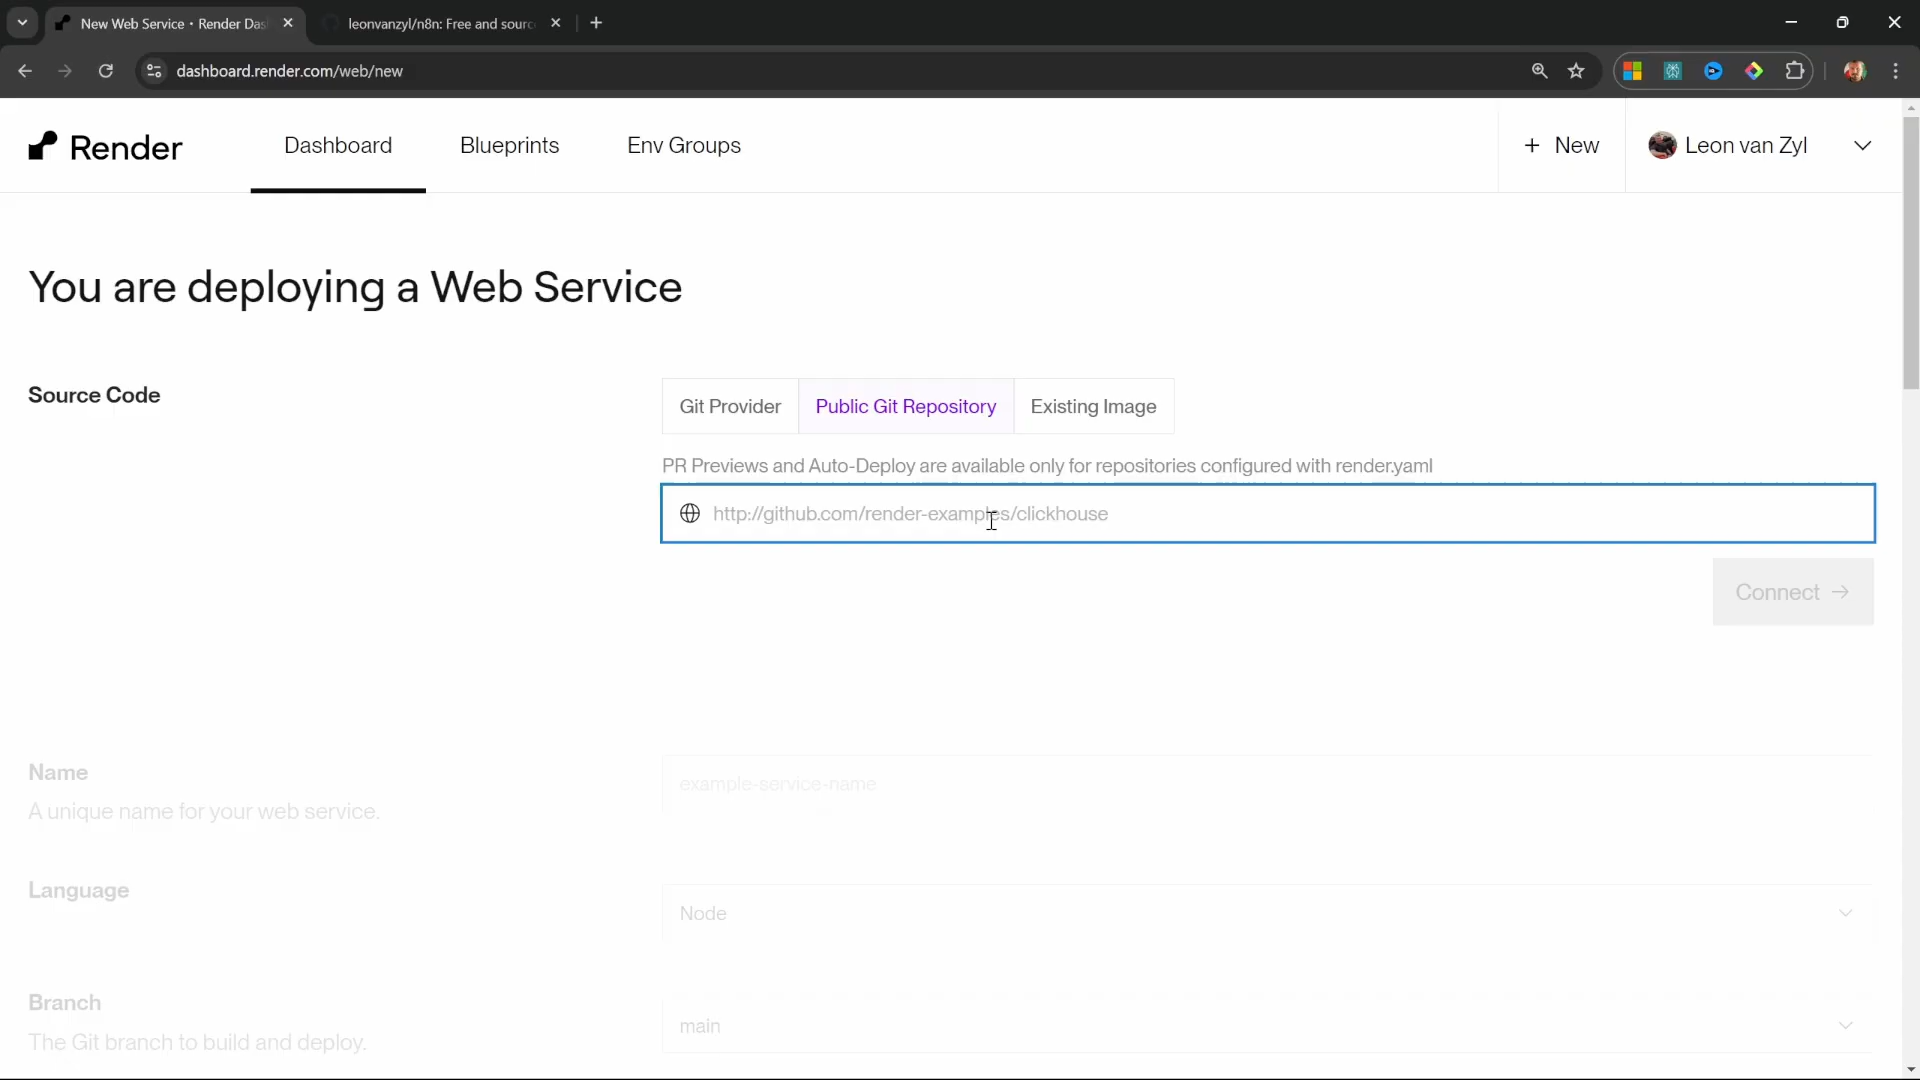 New Web Service • Render Das
leonvanzyl/n8n: Free and sourc
dashboard.render.com/web/new
Render
Dashboard
Blueprints
Env Groups
+ New
Leon van Zyl
You are deploying a Web Service
Source Code
Git Provider
Public Git Repository
Existing Image
PR Previews and Auto-Deploy are available only for repositories configured with render.yaml
http://github.com/render-examples/clickhouse
Connect →
Name
A unique name for your web service.
example-service-name
Language
Node
Branch
The Git branch to build and deploy.
main